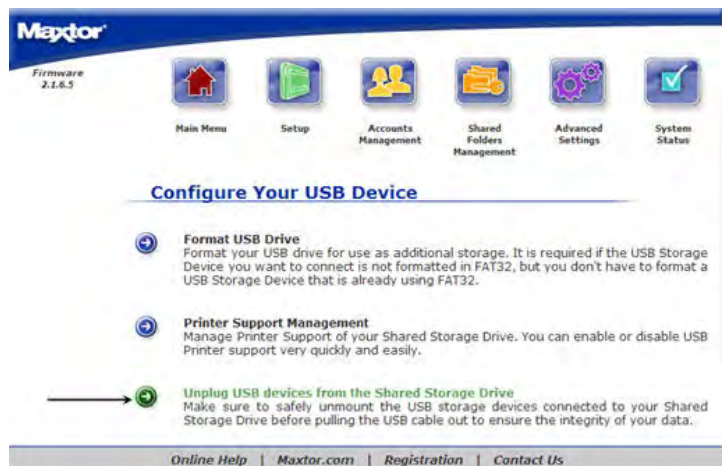 Maxtor
Firmware
2.1.6.5
Main Menu
Setup
Accounts
Management
Shared
Folders
Management
Advanced
Settings
System
Status
Configure Your USB Device
Format USB Drive
Format your USB drive for use as additional storage. It is required if the USB Storage
Device you want to connect is not formatted in FAT32, but you don't have to format a
USB Storage Device that is already using FAT32.
Printer Support Management
Manage Printer Support of your Shared Storage Drive. You can enable or disable USB
Printer support very quickly and easily.
Unplug USB devices from the Shared Storage Drive
Make sure to safely unmount the USB storage devices connected to your Shared
Storage Drive before pulling the USB cable out to ensure the integrity of your data.
Online Help | Maxtor.com | Registration | Contact Us